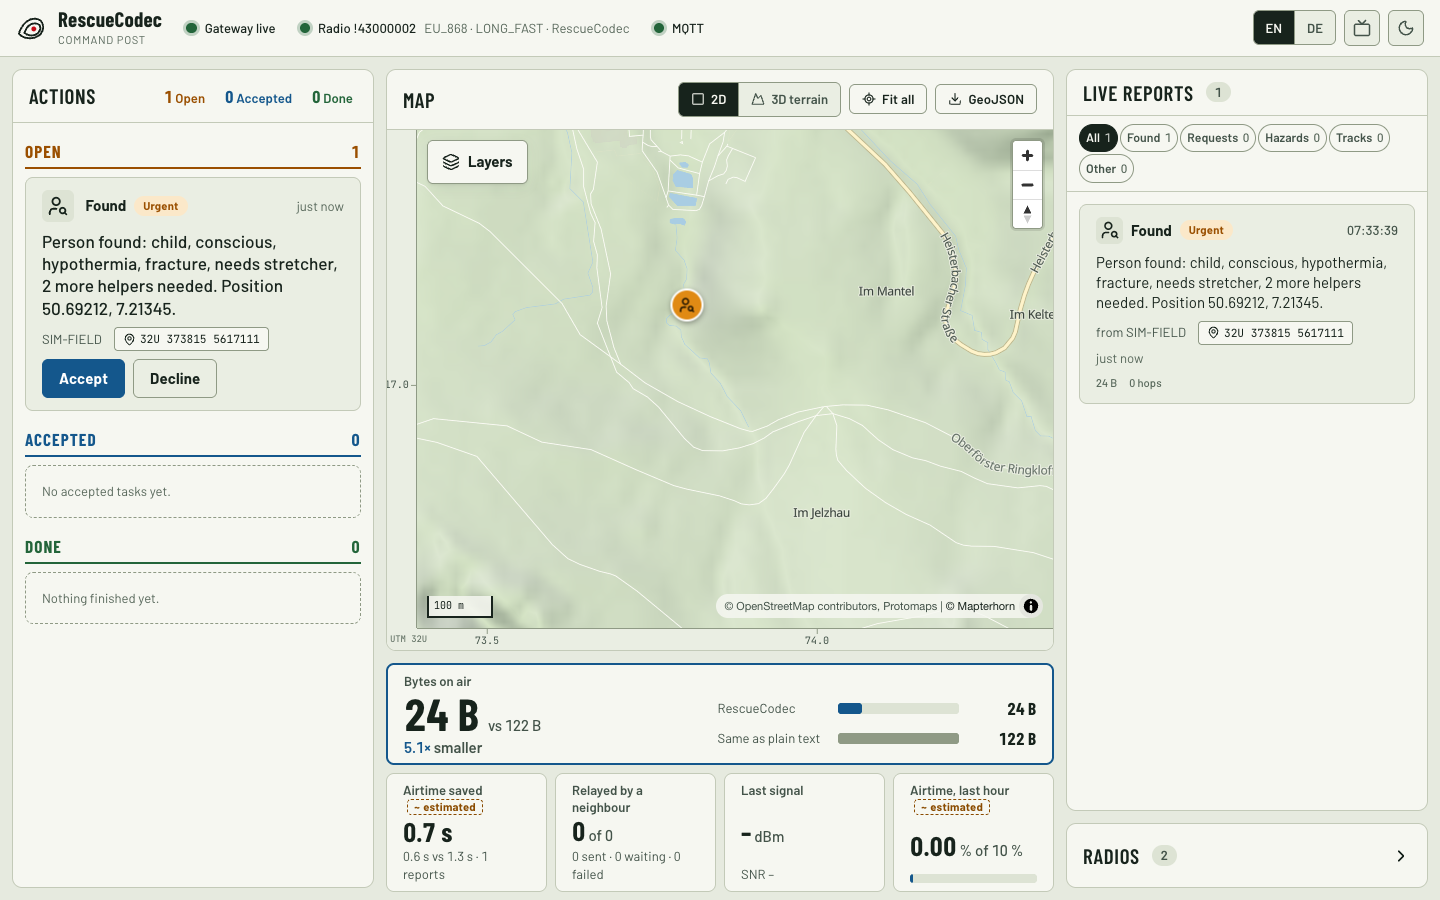 RescueCodec
COMMAND POST
Gateway live
Radio !43000002 EU_868 · LONG_FAST · RescueCodec
MQTT
EN DE
ACTIONS
1 Open 0 Accepted 0 Done
OPEN 1
Found Urgent just now
Person found: child, conscious,
hypothermia, fracture, needs stretcher,
2 more helpers needed. Position
50.69212, 7.21345.
SIM-FIELD 32U 373815 5617111
Accept Decline
ACCEPTED 0
No accepted tasks yet.
DONE 0
Nothing finished yet.
MAP
2D 3D terrain Fit all GeoJSON
Layers
Heisterbacher Straße
Im Mantel
Im Kelte
Oberförster Ringklof
Im Jelzhau
17.0
100 m
© OpenStreetMap contributors, Protomaps | © Mapterhorn
UTM 32U 73.5 74.0
Bytes on air
24 B vs 122 B
5.1× smaller
RescueCodec 24 B
Same as plain text 122 B
Airtime saved
~ estimated
0.7 s
0.6 s vs 1.3 s · 1
reports
Relayed by a
neighbour
0 of 0
0 sent · 0 waiting · 0
failed
Last signal
– dBm
SNR –
Airtime, last hour
~ estimated
0.00 % of 10 %
LIVE REPORTS 1
All 1 Found 1 Requests 0 Hazards 0 Tracks 0
Other 0
Found Urgent 07:33:39
Person found: child, conscious, hypothermia,
fracture, needs stretcher, 2 more helpers
needed. Position 50.69212, 7.21345.
from SIM-FIELD 32U 373815 5617111
just now
24 B 0 hops
RADIOS 2